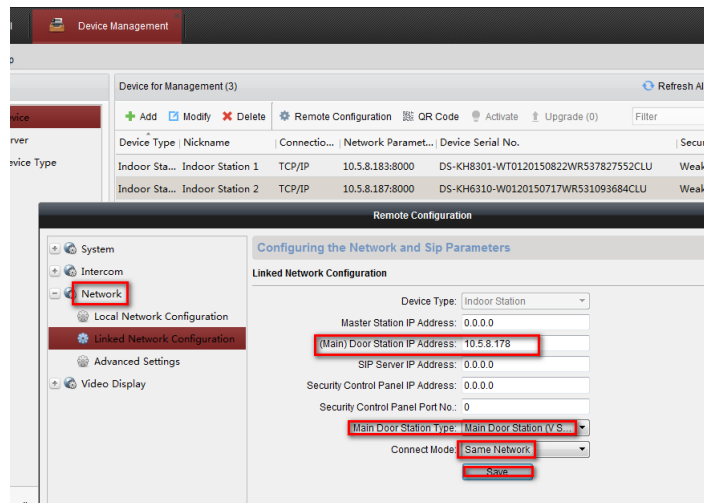 Device Management
Device for Management (3)
Refresh Al
Add Modify Delete Remote Configuration QR Code Activate Upgrade (0) Filter
Device Type Nickname Connectio... Network Paramet... Device Serial No. Secur
Indoor Sta... Indoor Station 1 TCP/IP 10.5.8.183:8000 DS-KH8301-WT0120150822WR537827552CLU Weak
Indoor Sta... Indoor Station 2 TCP/IP 10.5.8.187:8000 DS-KH6310-W0120150717WR531093684CLU Weak
evice
rver
evice Type
Remote Configuration
System
Intercom
Network
Local Network Configuration
Linked Network Configuration
Advanced Settings
Video Display
Configuring the Network and Sip Parameters
Linked Network Configuration
Device Type: Indoor Station
Master Station IP Address: 0.0.0.0
(Main) Door Station IP Address: 10.5.8.178
SIP Server IP Address: 0.0.0.0
Security Control Panel IP Address: 0.0.0.0
Security Control Panel Port No.: 0
Main Door Station Type: Main Door Station (V S...
Connect Mode: Same Network
Save